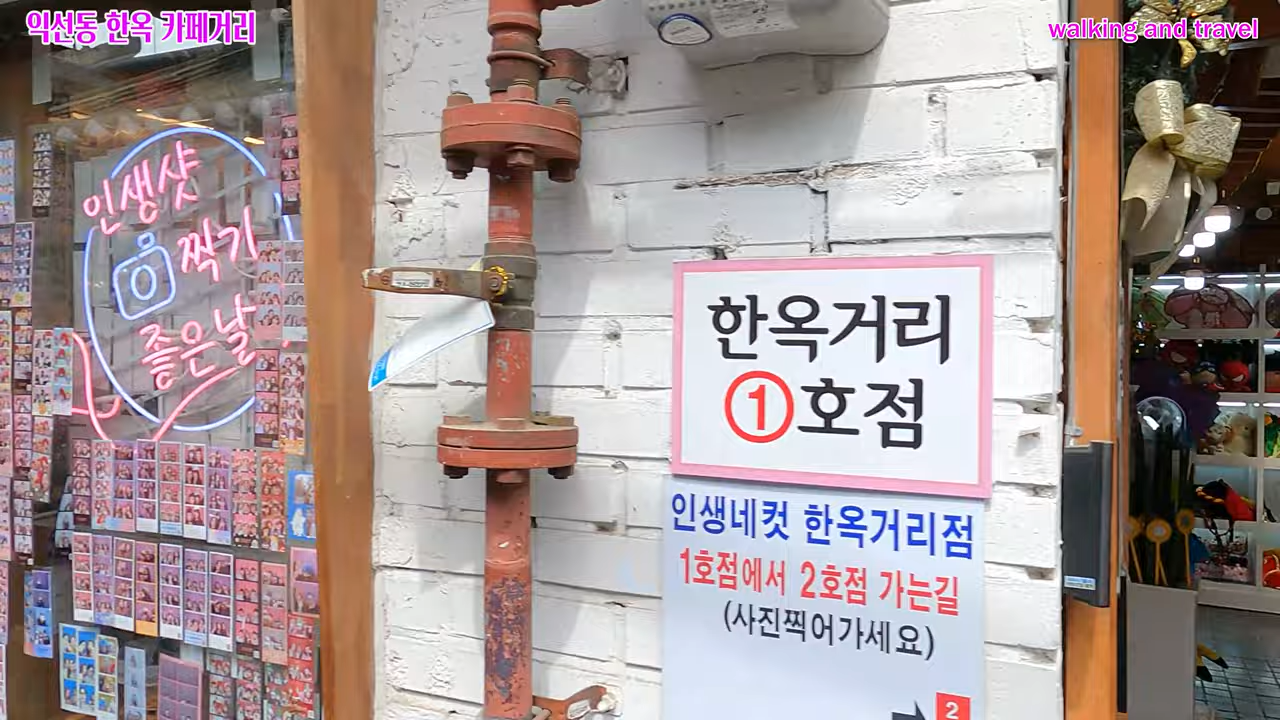 익선동 한옥 카페거리
walking and travel
인생샷
찍기
좋은날
한옥거리
①호점
인생네컷 한옥거리점
1호점에서 2호점 가는길
(사진찍어가세요)
2